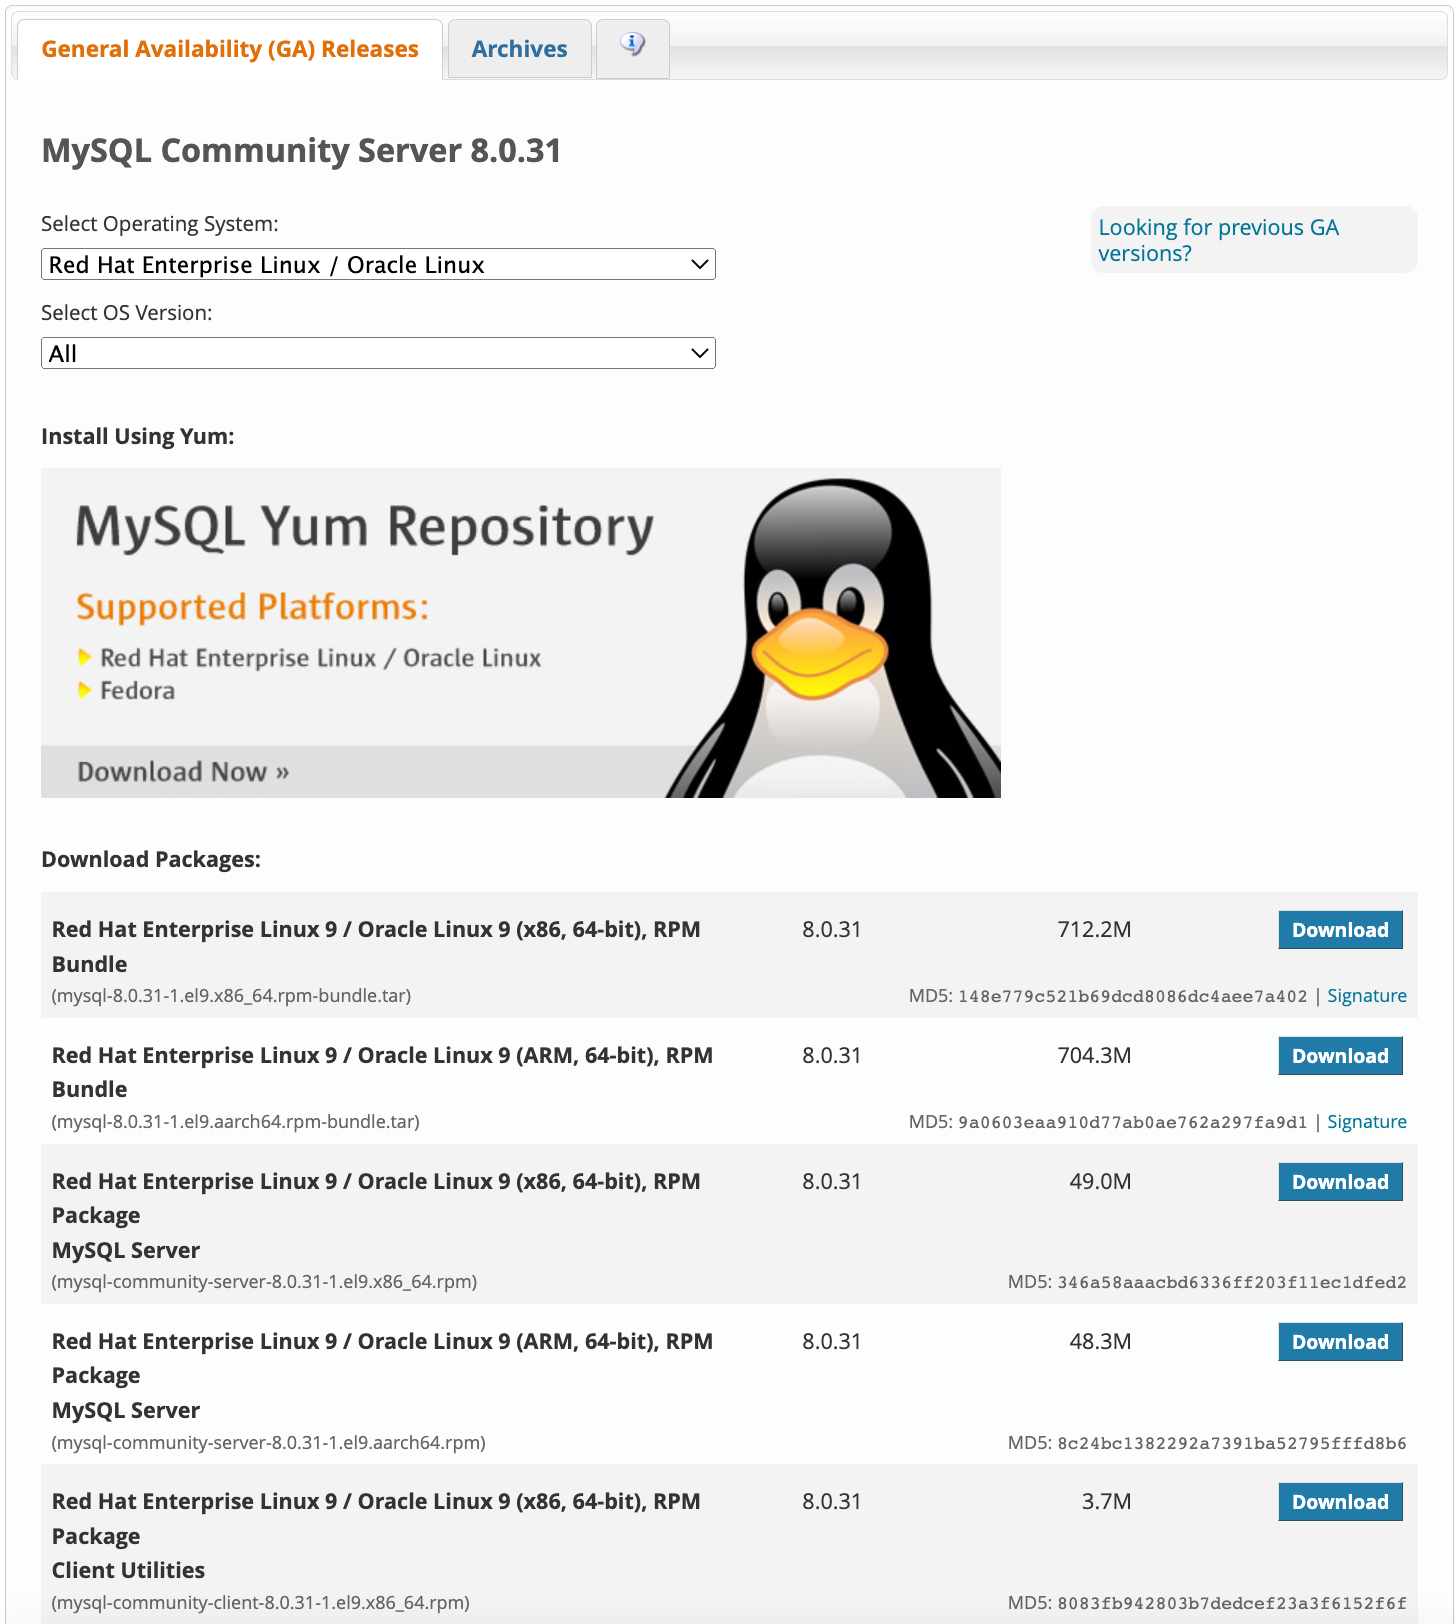 General Availability (GA) Releases
Archives
MySQL Community Server 8.0.31
Select Operating System:
Looking for previous GA
versions?
Red Hat Enterprise Linux / Oracle Linux
Select OS Version:
All
Install Using Yum:
MySQL Yum Repository
Supported Platforms:
Red Hat Enterprise Linux / Oracle Linux
Fedora
Download Now »
Download Packages:
Red Hat Enterprise Linux 9 / Oracle Linux 9 (x86, 64-bit), RPM 8.0.31 712.2M Download
Bundle
(mysql-8.0.31-1.el9.x86_64.rpm-bundle.tar) MD5: 148e779c521b69dcd8086dc4aee7a402 | Signature
Red Hat Enterprise Linux 9 / Oracle Linux 9 (ARM, 64-bit), RPM 8.0.31 704.3M Download
Bundle
(mysql-8.0.31-1.el9.aarch64.rpm-bundle.tar) MD5: 9a0603eaa910d77ab0ae762a297fa9d1 | Signature
Red Hat Enterprise Linux 9 / Oracle Linux 9 (x86, 64-bit), RPM 8.0.31 49.0M Download
Package
MySQL Server
(mysql-community-server-8.0.31-1.el9.x86_64.rpm) MD5: 346a58aaacbd6336ff203f11ec1dfed2
Red Hat Enterprise Linux 9 / Oracle Linux 9 (ARM, 64-bit), RPM 8.0.31 48.3M Download
Package
MySQL Server
(mysql-community-server-8.0.31-1.el9.aarch64.rpm) MD5: 8c24bc1382292a7391ba52795fffd8b6
Red Hat Enterprise Linux 9 / Oracle Linux 9 (x86, 64-bit), RPM 8.0.31 3.7M Download
Package
Client Utilities
(mysql-community-client-8.0.31-1.el9.x86_64.rpm) MD5: 8083fb942803b7dedcef23a3f6152f6f